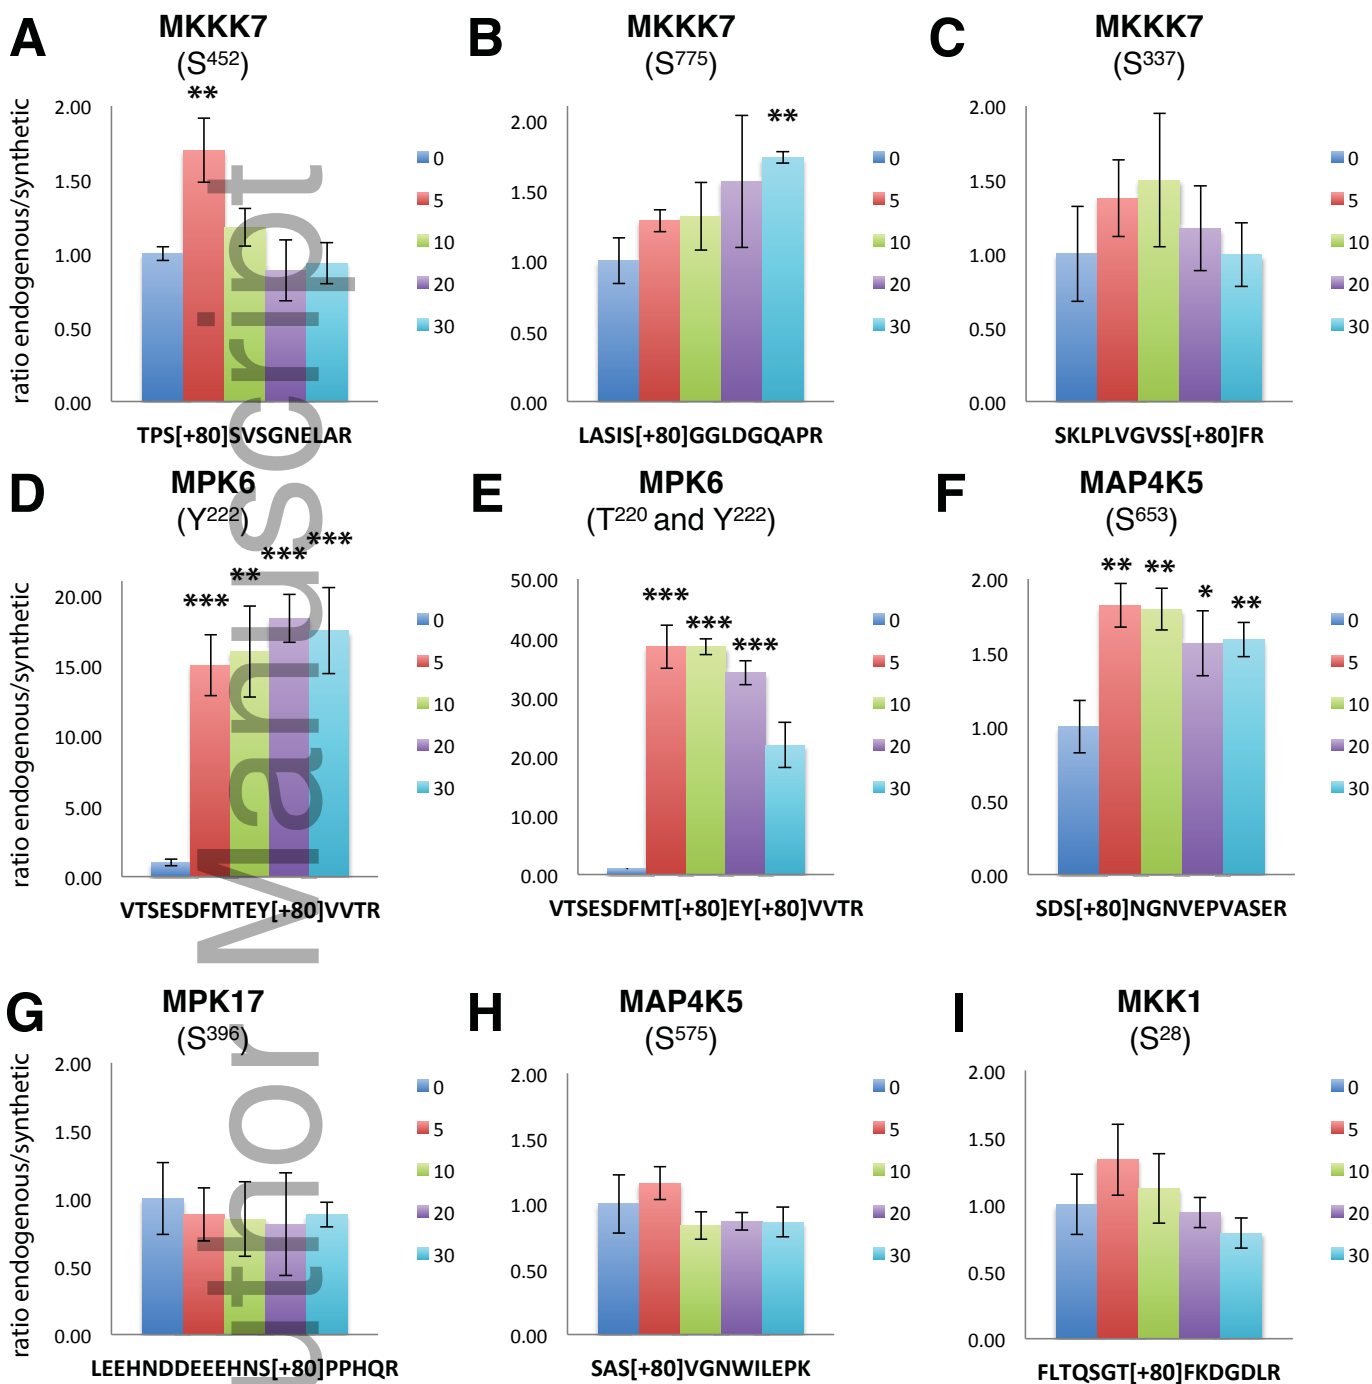 A
MKKK7
(S452)
**
ratio endogenous/synthetic
2.00
1.50
1.00
0.50
0.00
0
5
10
20
30
TPS[+80]SVSGNELAR
B
MKKK7
(S775)
**
2.00
1.50
1.00
0.50
0.00
0
5
10
20
30
LASIS[+80]GGLDGQAPR
C
MKKK7
(S337)
2.00
1.50
1.00
0.50
0.00
0
5
10
20
30
SKLPLVGVSS[+80]FR
D
MPK6
(Y222)
*** ** *** ***
ratio endogenous/synthetic
20.00
15.00
10.00
5.00
0.00
0
5
10
20
30
VTSESDFMTEY[+80]VVTR
E
MPK6
(T220 and Y222)
*** *** ***
50.00
40.00
30.00
20.00
10.00
0.00
0
5
10
20
30
VTSESDFMT[+80]EY[+80]VVTR
F
MAP4K5
(S653)
** ** * **
2.00
1.50
1.00
0.50
0.00
0
5
10
20
30
SDS[+80]NGNVEPVASER
G
MPK17
(S396)
ratio endogenous/synthetic
2.00
1.50
1.00
0.50
0.00
0
5
10
20
30
LEEHNDDEEEHNS[+80]PPHQR
H
MAP4K5
(S575)
2.00
1.50
1.00
0.50
0.00
0
5
10
20
30
SAS[+80]VGNWILEPK
I
MKK1
(S28)
2.00
1.50
1.00
0.50
0.00
0
5
10
20
30
FLTQSGT[+80]FKDGDLR
uthor Manuscript